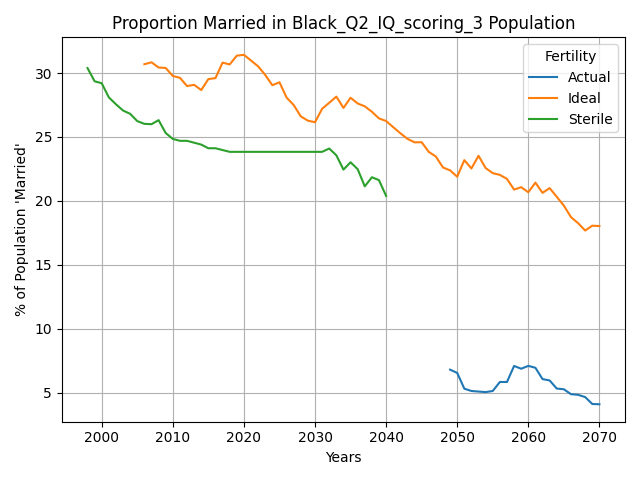 Proportion Married in Black_Q2_IQ_scoring_3 Population
% of Population 'Married'
30
25
20
15
10
5
Fertility
Actual
Ideal
Sterile
2000 2010 2020 2030 2040 2050 2060 2070
Years